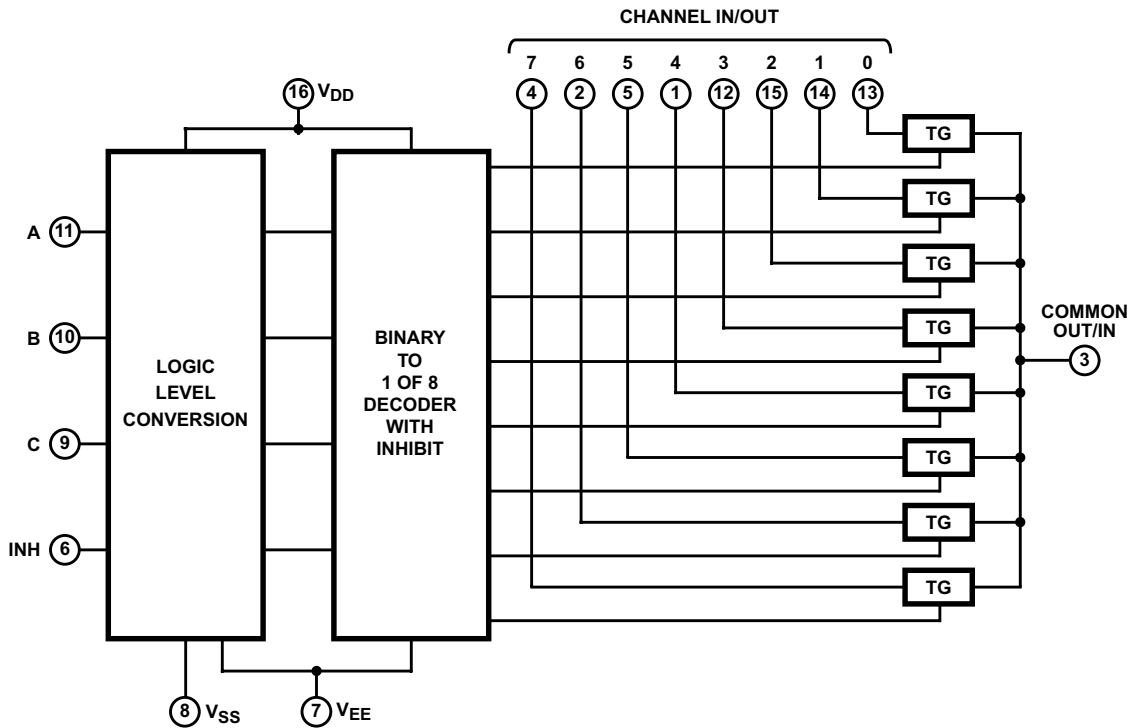 CHANNEL IN/OUT
7 6 5 4 3 2 1 0
4 2 5 1 12 15 14 13
16 VDD
TG
TG
TG
TG
TG
TG
TG
TG
A 11
B 10
C 9
INH 6
LOGIC
LEVEL
CONVERSION
BINARY
TO
1 OF 8
DECODER
WITH
INHIBIT
COMMON
OUT/IN
3
8 VSS
7 VEE